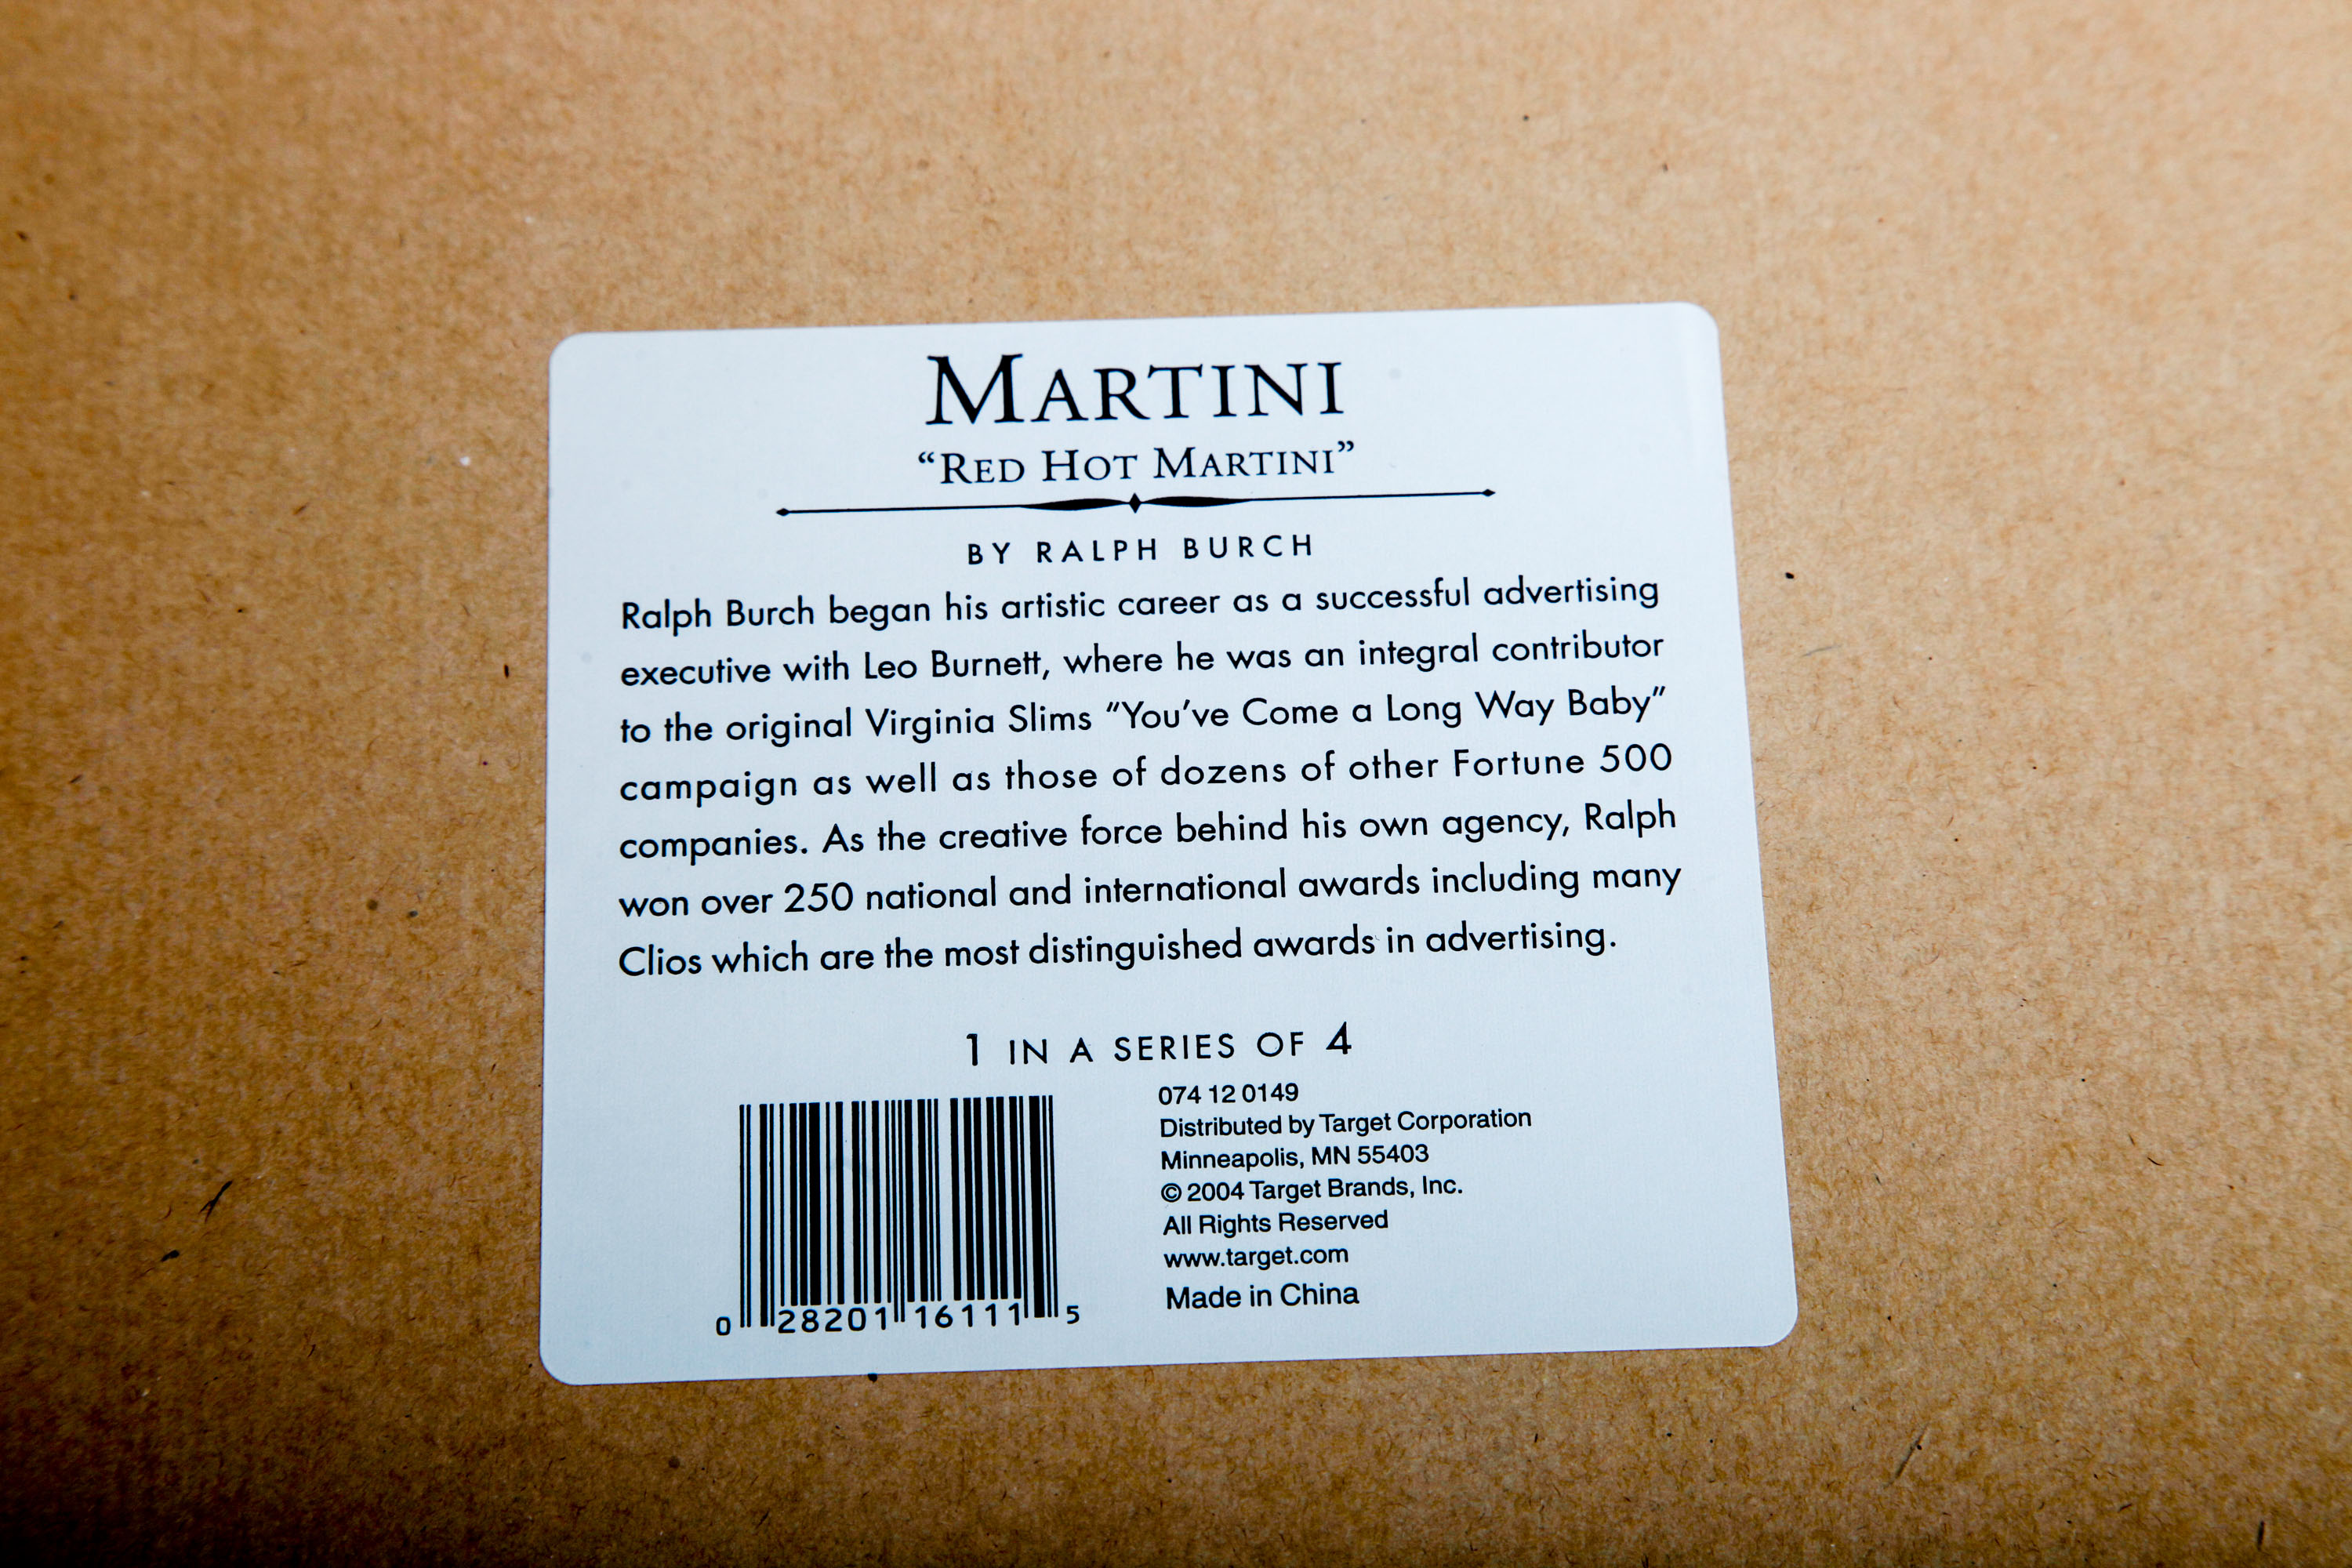 MARTINI
“RED HOT MARTINI”
BY RALPH BURCH
Ralph Burch began his artistic career as a successful advertising
executive with Leo Burnett, where he was an integral contributor
to the original Virginia Slims “You’ve Come a Long Way Baby”
campaign as well as those of dozens of other Fortune 500
companies. As the creative force behind his own agency, Ralph
won over 250 national and international awards including many
Clios which are the most distinguished awards in advertising.
1 IN A SERIES OF 4
074 12 0149
Distributed by Target Corporation
Minneapolis, MN 55403
© 2004 Target Brands, Inc.
All Rights Reserved
www.target.com
Made in China
0 28201 16111 5